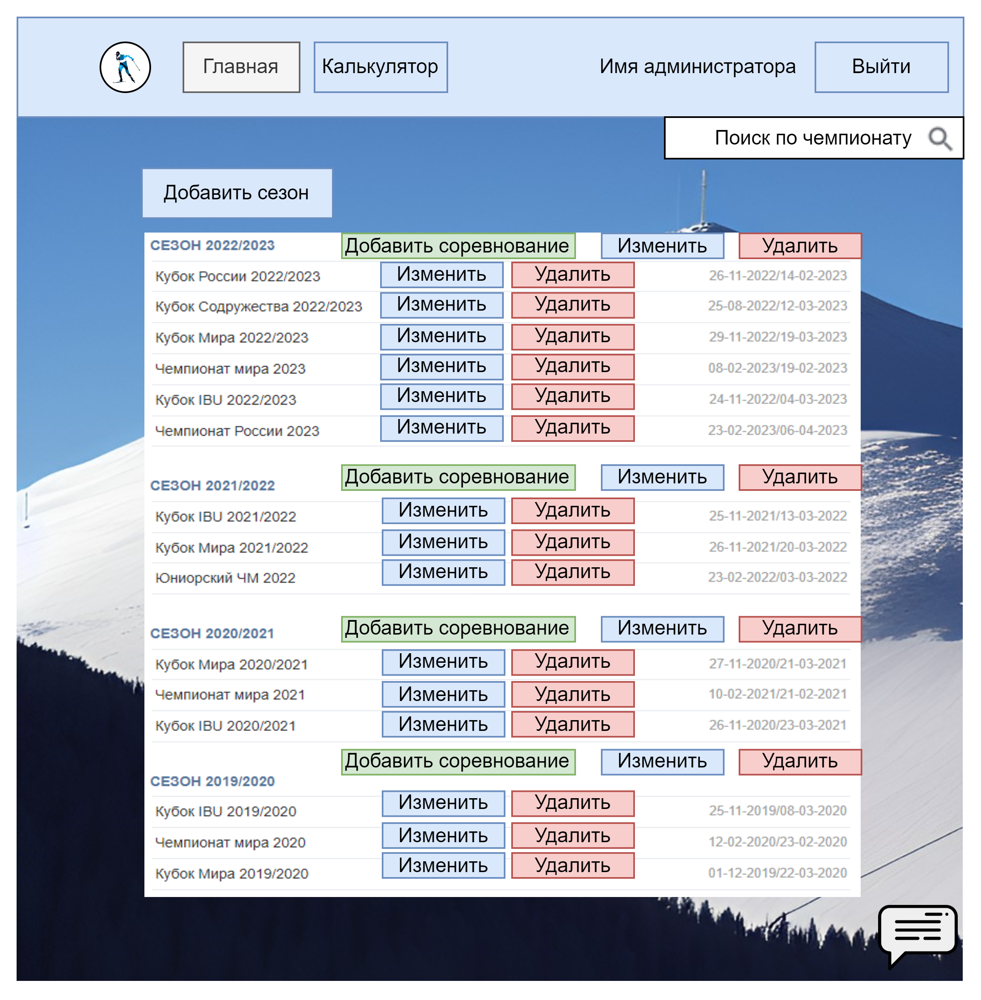 Главная
Калькулятор
Имя администратора
Выйти
Поиск по чемпионату
Добавить сезон
СЕЗОН 2022/2023 Добавить соревнование Изменить Удалить
Кубок России 2022/2023 Изменить Удалить 26-11-2022/14-02-2023
Кубок Содружества 2022/2023 Изменить Удалить 25-08-2022/12-03-2023
Кубок Мира 2022/2023 Изменить Удалить 29-11-2022/19-03-2023
Чемпионат мира 2023 Изменить Удалить 08-02-2023/19-02-2023
Кубок IBU 2022/2023 Изменить Удалить 24-11-2022/04-03-2023
Чемпионат России 2023 Изменить Удалить 23-02-2023/06-04-2023
СЕЗОН 2021/2022 Добавить соревнование Изменить Удалить
Кубок IBU 2021/2022 Изменить Удалить 25-11-2021/13-03-2022
Кубок Мира 2021/2022 Изменить Удалить 26-11-2021/20-03-2022
Юниорский ЧМ 2022 Изменить Удалить 23-02-2022/03-03-2022
СЕЗОН 2020/2021 Добавить соревнование Изменить Удалить
Кубок Мира 2020/2021 Изменить Удалить 27-11-2020/21-03-2021
Чемпионат мира 2021 Изменить Удалить 10-02-2021/21-02-2021
Кубок IBU 2020/2021 Изменить Удалить 26-11-2020/23-03-2021
СЕЗОН 2019/2020 Добавить соревнование Изменить Удалить
Кубок IBU 2019/2020 Изменить Удалить 25-11-2019/08-03-2020
Чемпионат мира 2020 Изменить Удалить 12-02-2020/23-02-2020
Кубок Мира 2019/2020 Изменить Удалить 01-12-2019/22-03-2020